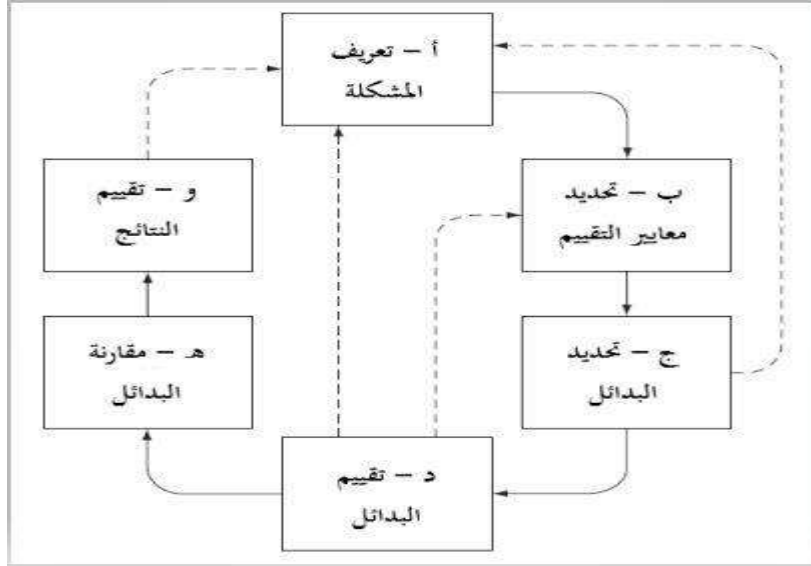 أ – تعريف
المشكلة
ب – تحديد
معايير التقييم
ج – تحديد
البدائل
د – تقييم
البدائل
هـ – مقارنة
البدائل
و – تقييم
النتائج